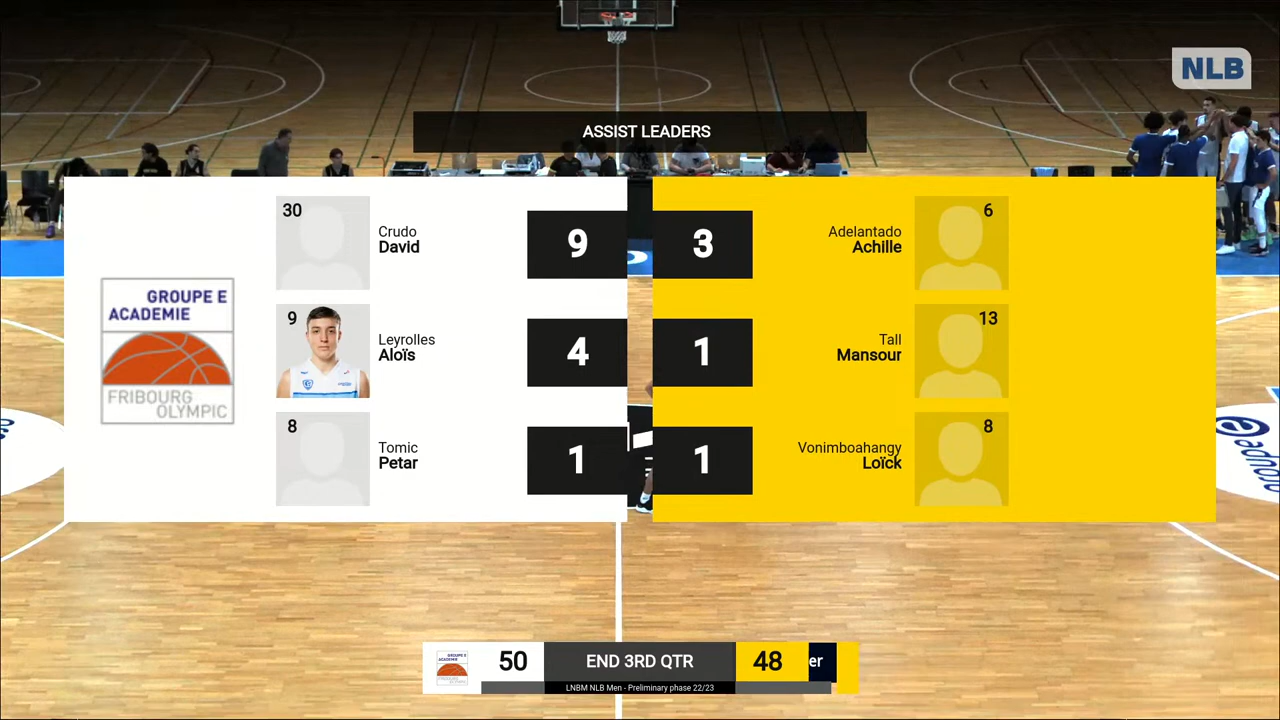 NLB
ASSIST LEADERS
GROUPE E
ACADEMIE
FRIBOURG
OLYMPIC
30
Crudo
David
9
9
Leyrolles
Aloïs
4
8
Tomic
Petar
1
3
Adelantado
Achille
6
1
Tall
Mansour
13
1
Vonimboahangy
Loïck
8
groupe
50
END 3RD QTR
48
er
LNBM NLB Men - Preliminary phase 22/23